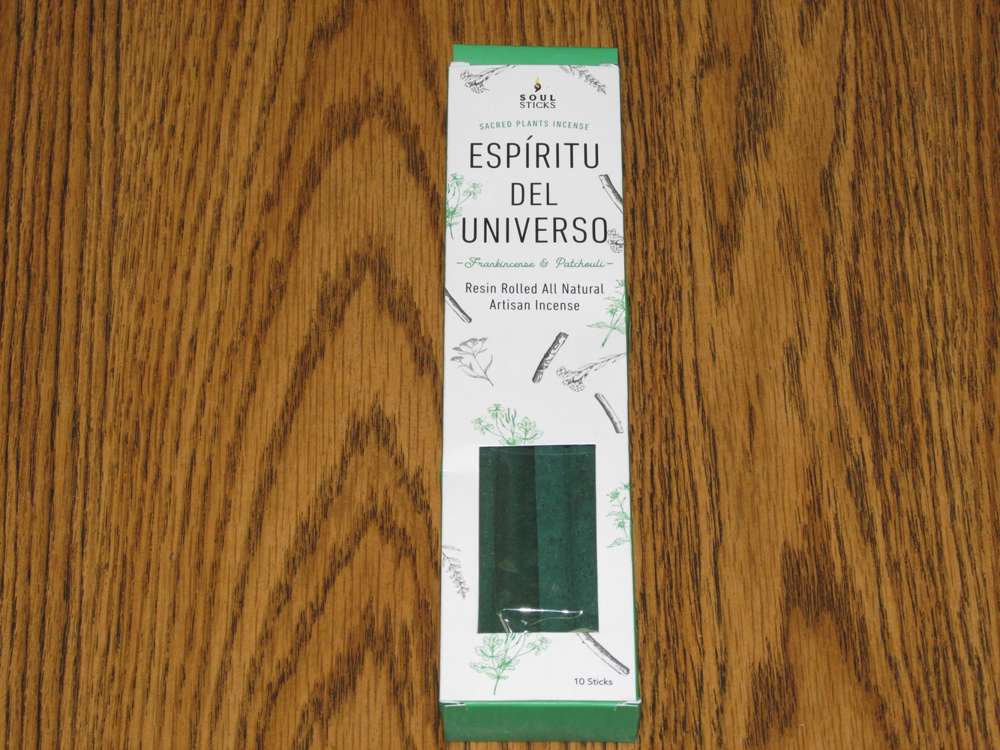 SOUL
STICKS
SACRED PLANTS INCENSE
ESPÍRITU
DEL
UNIVERSO
-Frankincense & Patchouli-
Resin Rolled All Natural
Artisan Incense
10 Sticks